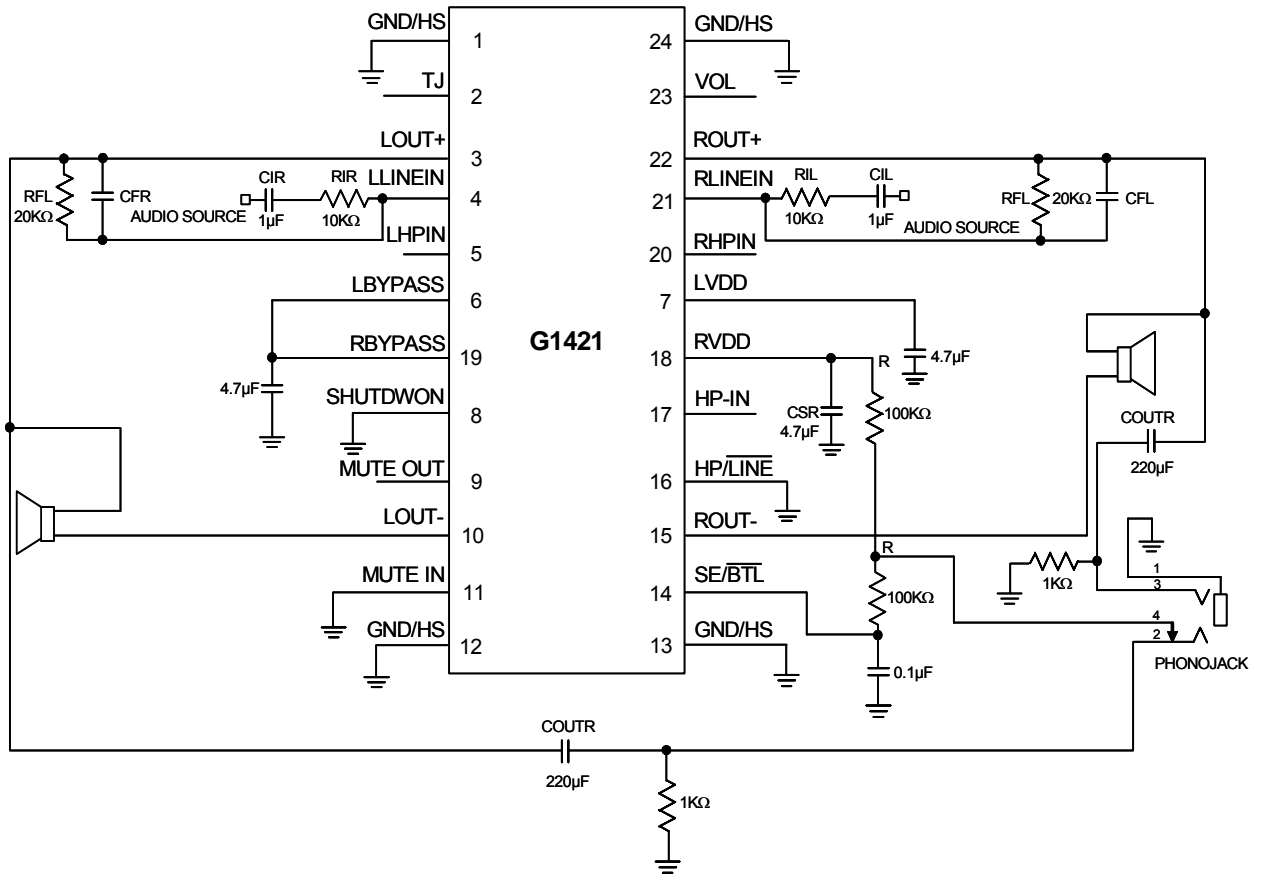 GND/HS
1
24
GND/HS
TJ
2
23
VOL
LOUT+
3
22
ROUT+
RFL
20KΩ
CFR
AUDIO SOURCE
CIR
1µF
RIR
10KΩ
LLINEIN
4
21
RLINEIN
RIL
10KΩ
CIL
1µF
AUDIO SOURCE
RFL
20KΩ
CFL
LHPIN
5
20
RHPIN
LBYPASS
6
7
LVDD
4.7µF
G1421
RBYPASS
19
18
RVDD
R
4.7µF
SHUTDWON
8
17
HP-IN
CSR
4.7µF
100KΩ
COUTR
220µF
MUTE OUT
9
16
HP/LINE
LOUT-
10
15
ROUT-
R
MUTE IN
11
14
SE/BTL
100KΩ
1KΩ
1
3
4
2
PHONOJACK
GND/HS
12
13
GND/HS
0.1µF
COUTR
220µF
1KΩ